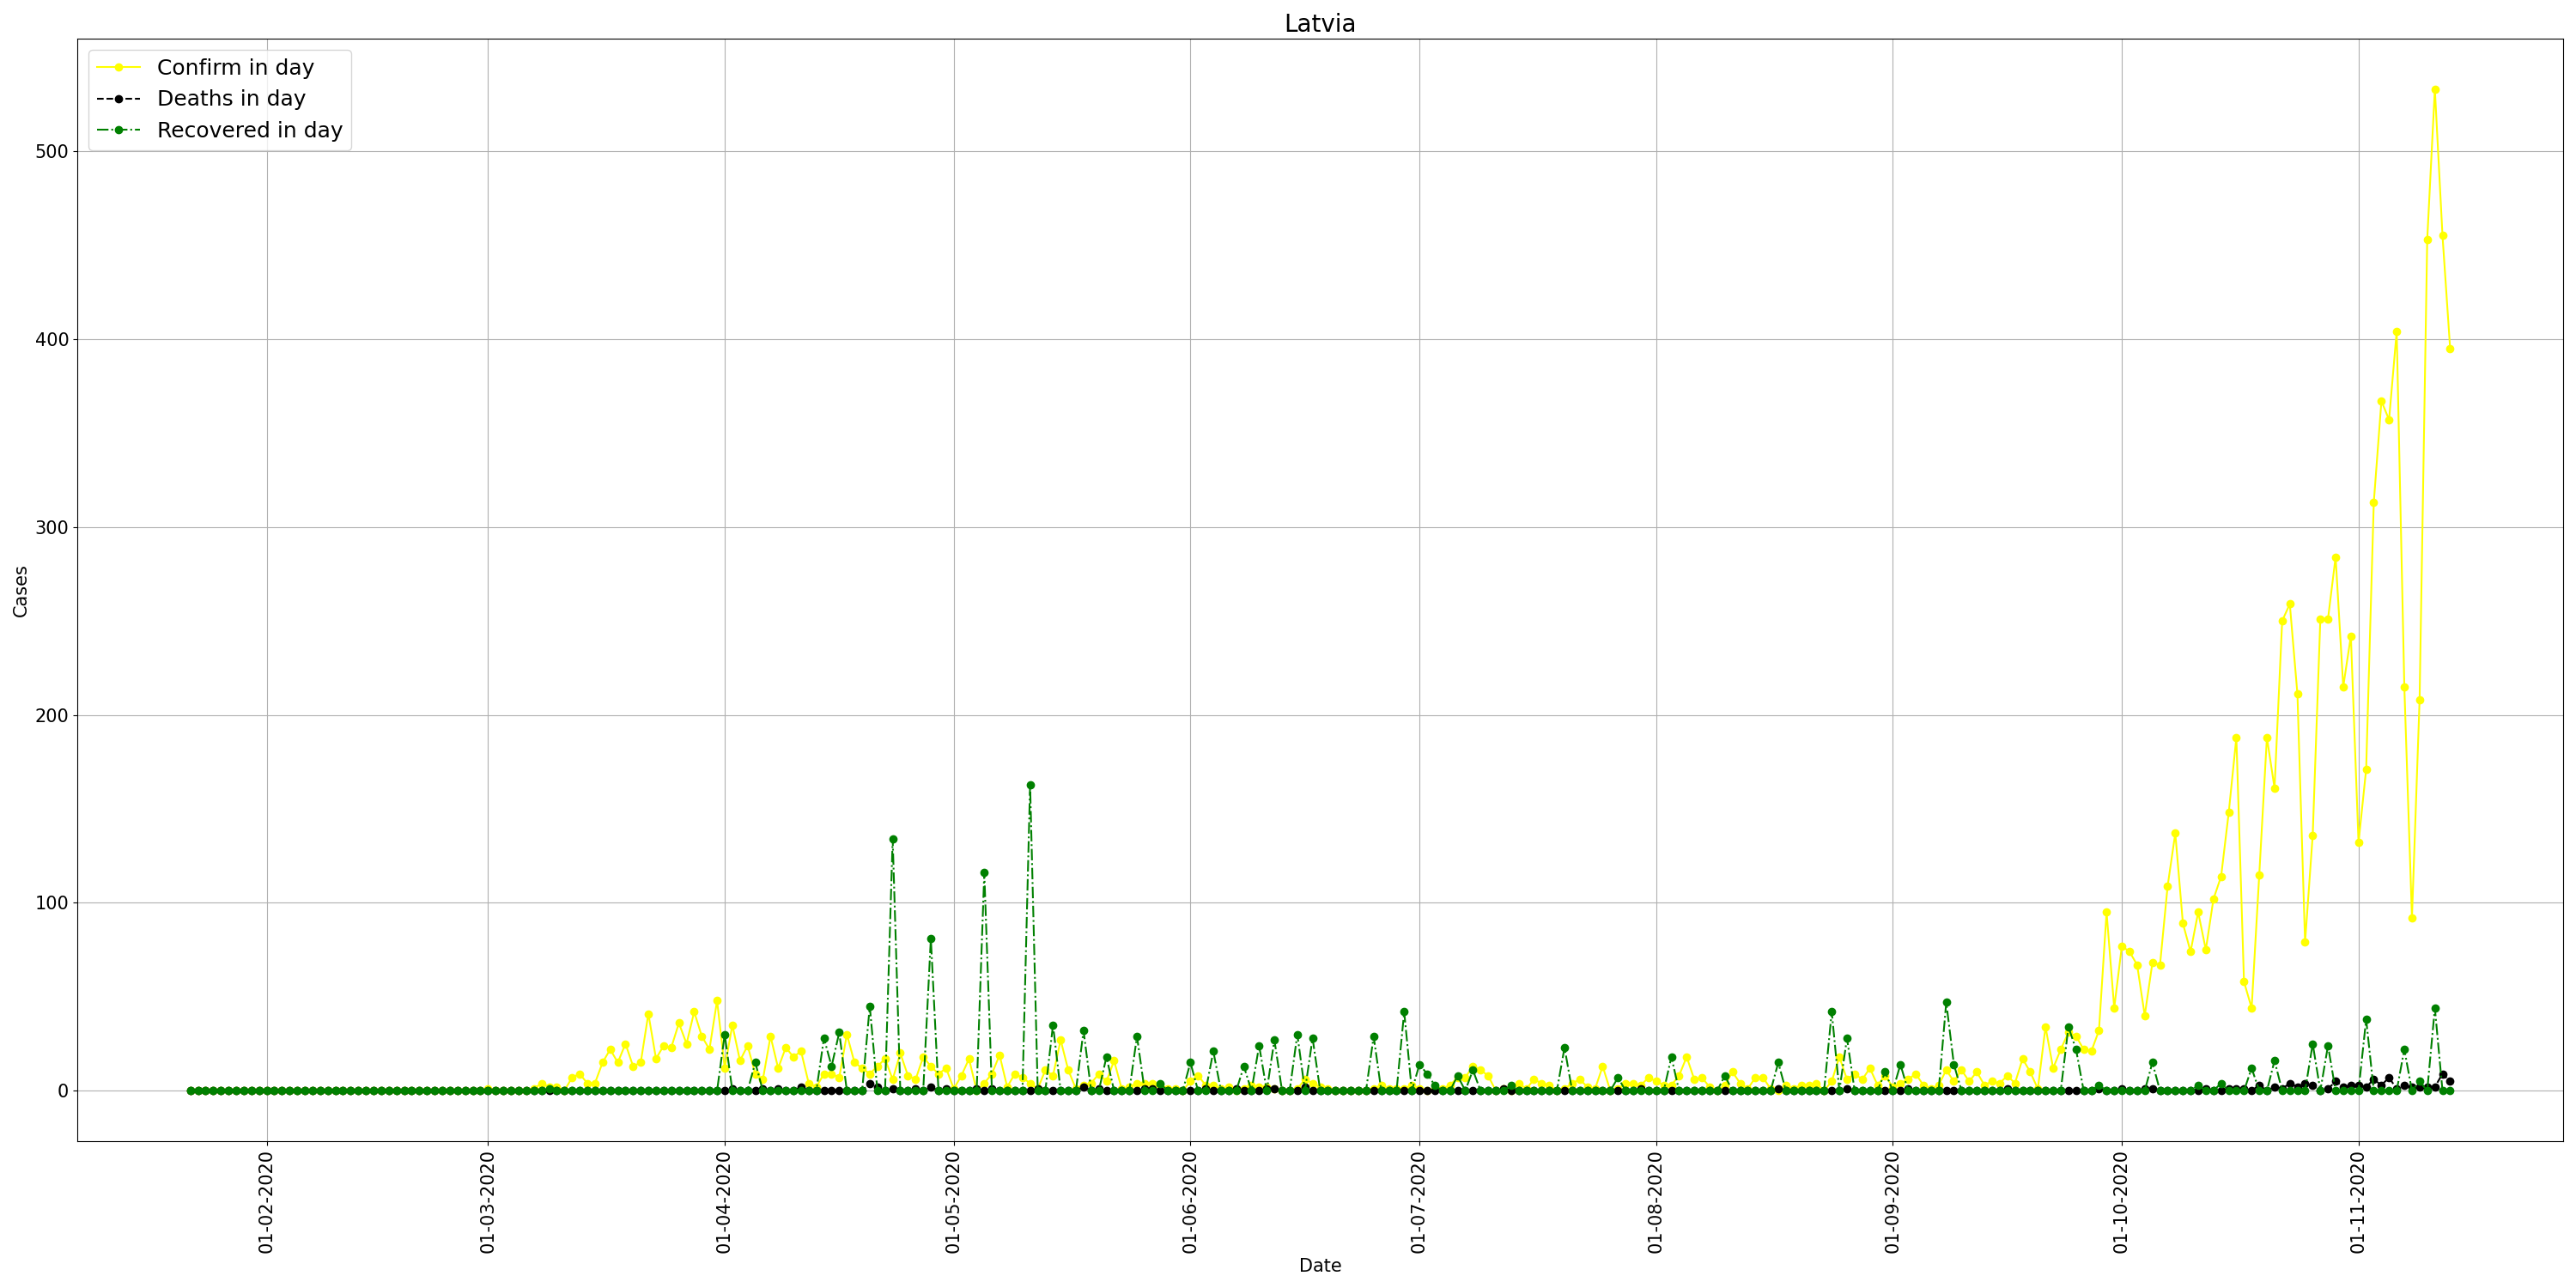 Latvia
Confirm in day
Deaths in day
Recovered in day
500
400
300
200
100
0
Cases
01-02-2020
01-03-2020
01-04-2020
01-05-2020
01-06-2020
01-07-2020
01-08-2020
01-09-2020
01-10-2020
01-11-2020
Date